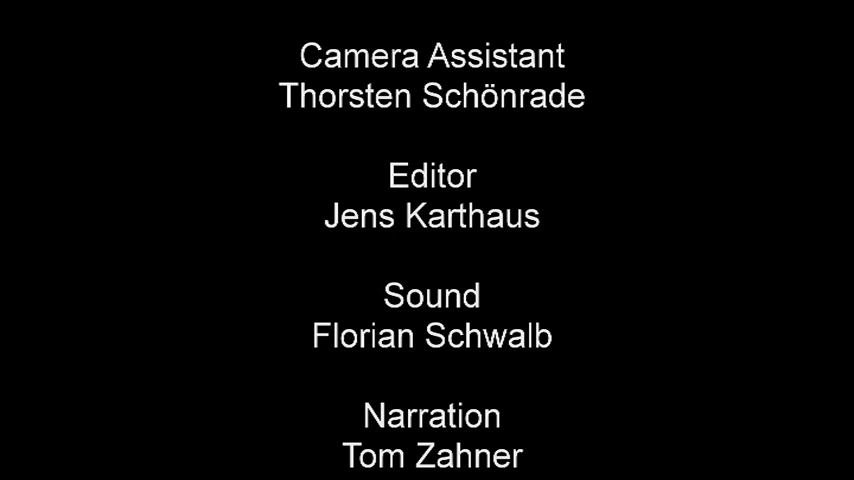 Camera Assistant
Thorsten Schönrade
Editor
Jens Karthaus
Sound
Florian Schwalb
Narration
Tom Zahner